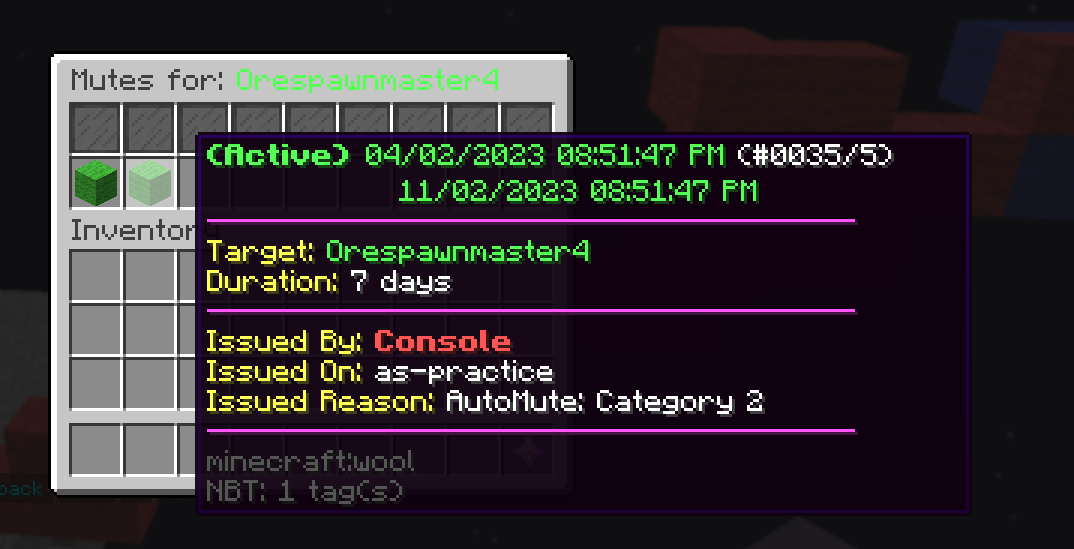 Mutes for: Orespawnmaster4
(Active) 04/02/2023 08:51:47 PM (#0035/5)
11/02/2023 08:51:47 PM
Inventor
Target: Orespawnmaster4
Duration: 7 days
Issued By: Console
Issued On: as-practice
Issued Reason: AutoMute: Category 2
minecraft:wool
NBT: 1 tag(s)
pack